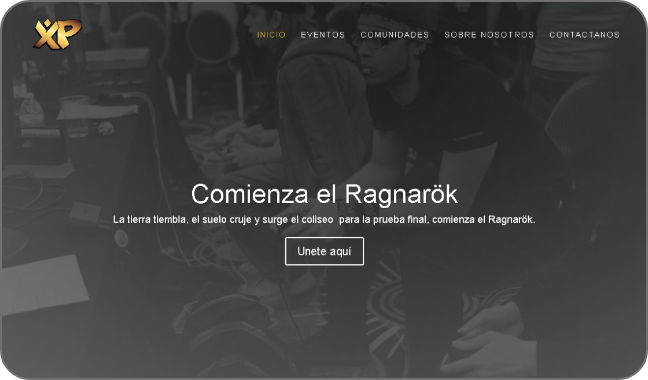 XP
INICIO EVENTOS COMUNIDADES SOBRE NOSOTROS CONTACTANOS
Comienza el Ragnarök
La tierra tiembla, el suelo cruje y surge el coliseo para la prueba final, comienza el Ragnarök.
Unete aquí